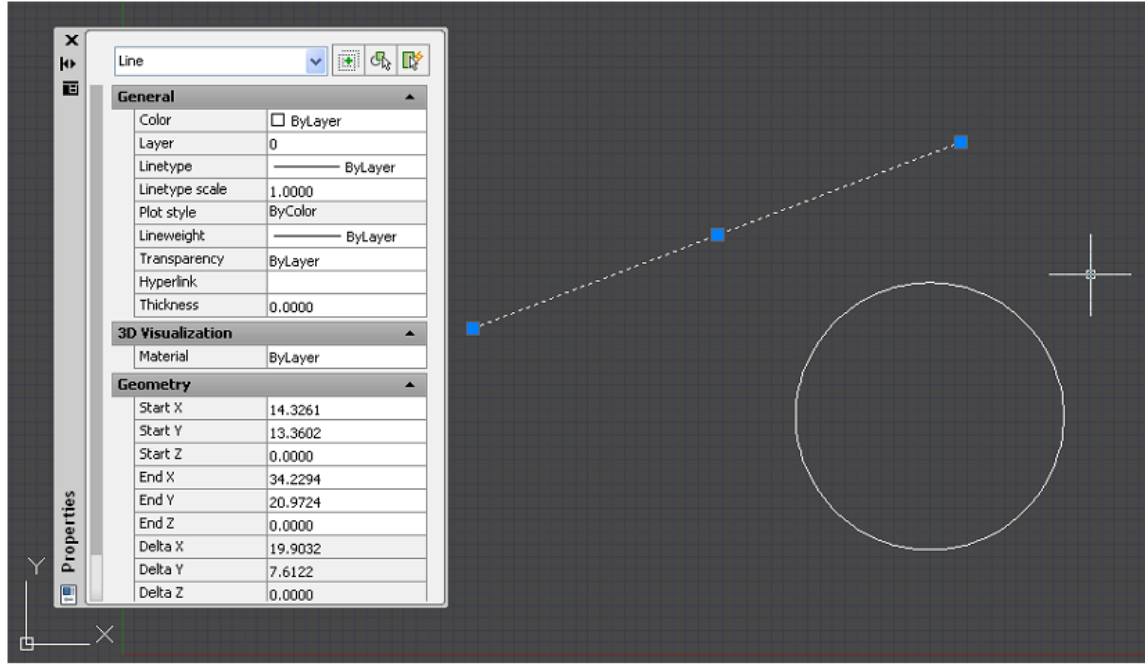 Line
General
Color ByLayer
Layer 0
Linetype ByLayer
Linetype scale 1.0000
Plot style ByColor
Lineweight ByLayer
Transparency ByLayer
Hyperlink
Thickness 0.0000
3D Visualization
Material ByLayer
Geometry
Start X 14.3261
Start Y 13.3602
Start Z 0.0000
End X 34.2294
End Y 20.9724
End Z 0.0000
Delta X 19.9032
Delta Y 7.6122
Delta Z 0.0000
Properties
Y
X